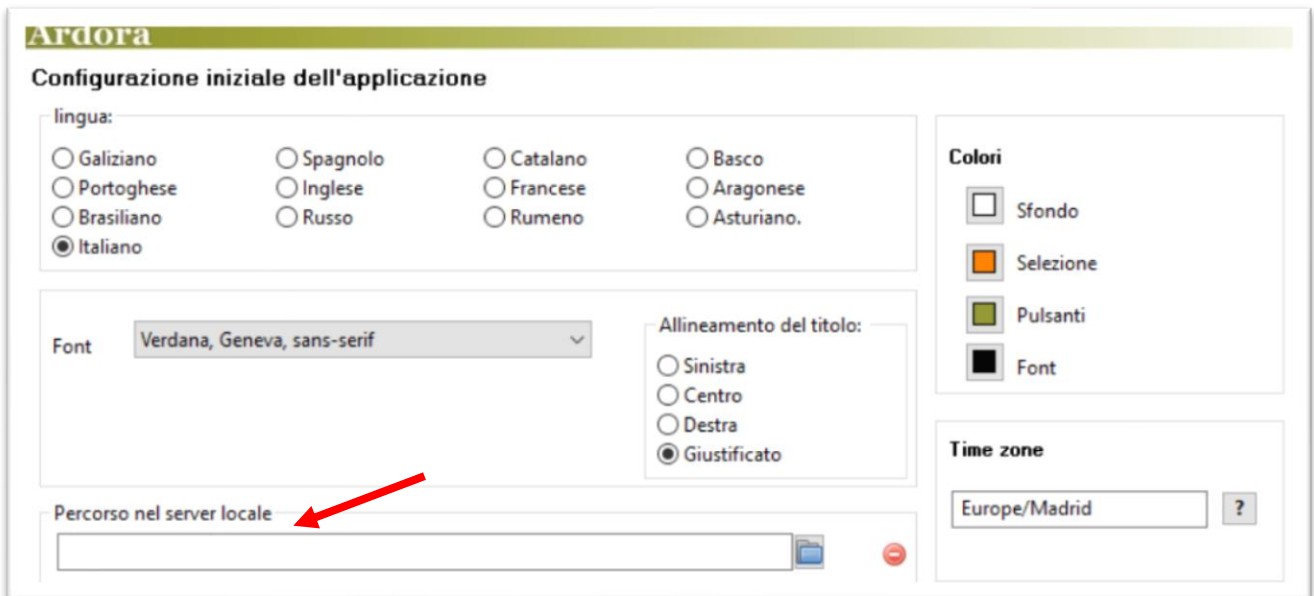 Ardora
Configurazione iniziale dell'applicazione
lingua:
Galiziano Spagnolo Catalano Basco
Portoghese Inglese Francese Aragonese
Brasiliano Russo Rumeno Asturiano.
Italiano
Font Verdana, Geneva, sans-serif
Allineamento del titolo:
Sinistra
Centro
Destra
Giustificato
Percorso nel server locale
Colori
Sfondo
Selezione
Pulsanti
Font
Time zone
Europe/Madrid ?